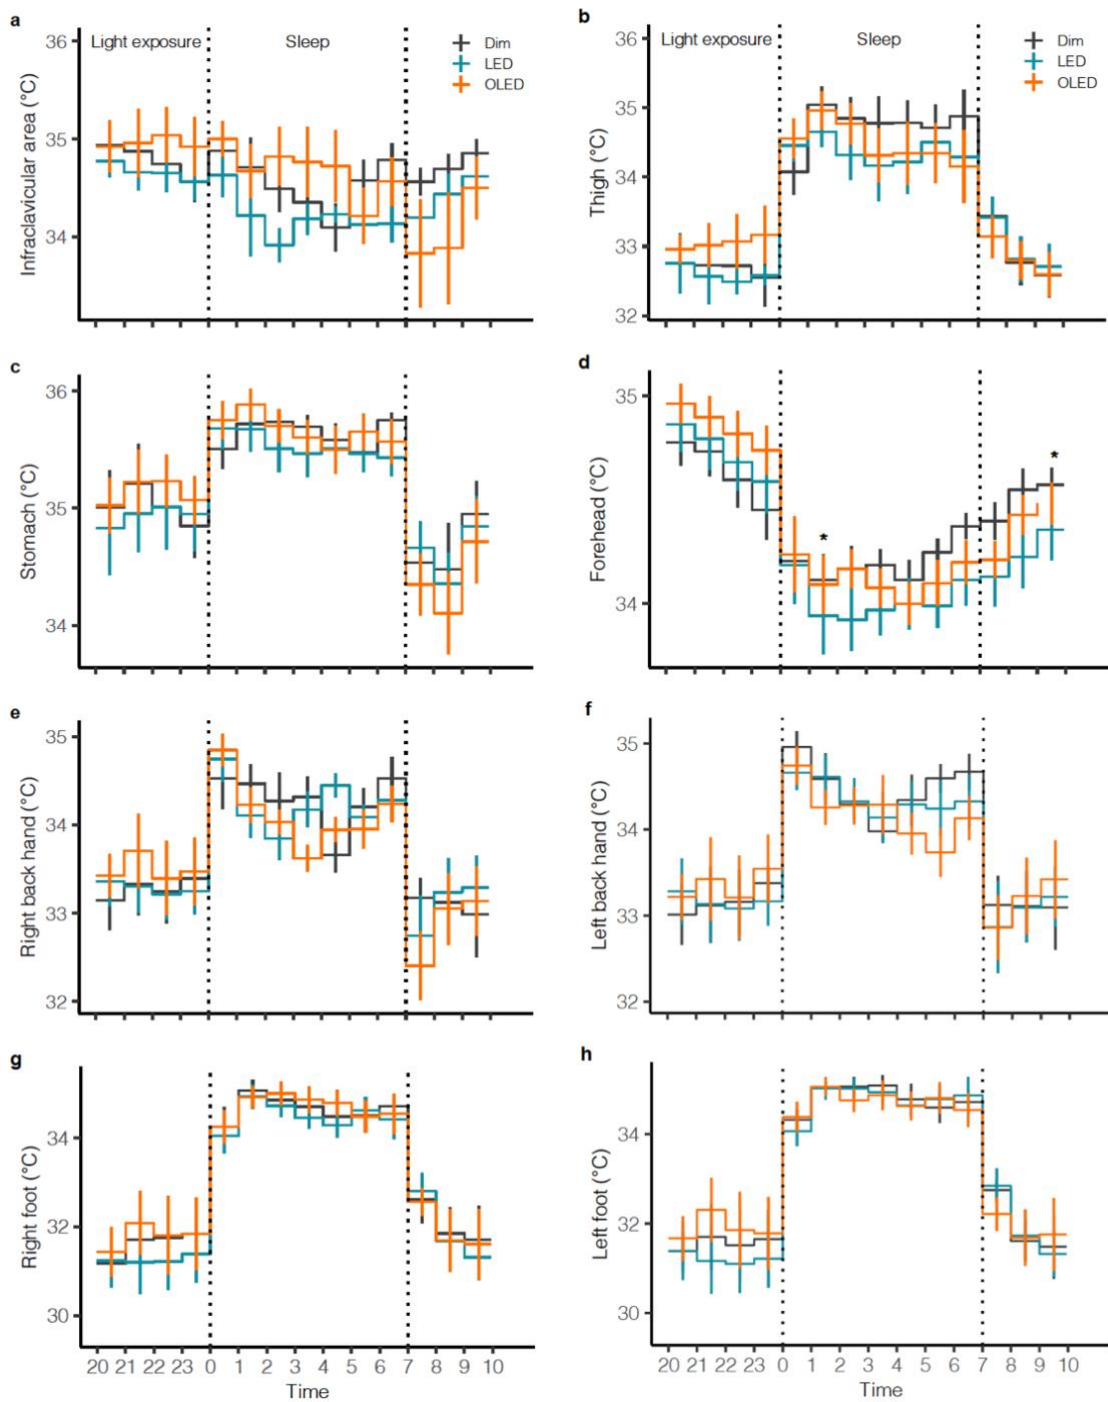 a
Light exposure
Sleep
Dim
LED
OLED
Infraclavicular area (°C)
36
35
34
b
Light exposure
Sleep
Dim
LED
OLED
Thigh (°C)
36
35
34
33
32
c
Stomach (°C)
36
35
34
d
Forehead (°C)
35
34
*
*
e
Right back hand (°C)
35
34
33
32
f
Left back hand (°C)
35
34
33
32
g
Right foot (°C)
34
32
30
20 21 22 23 0 1 2 3 4 5 6 7 8 9 10
Time
h
Left foot (°C)
34
32
30
20 21 22 23 0 1 2 3 4 5 6 7 8 9 10
Time